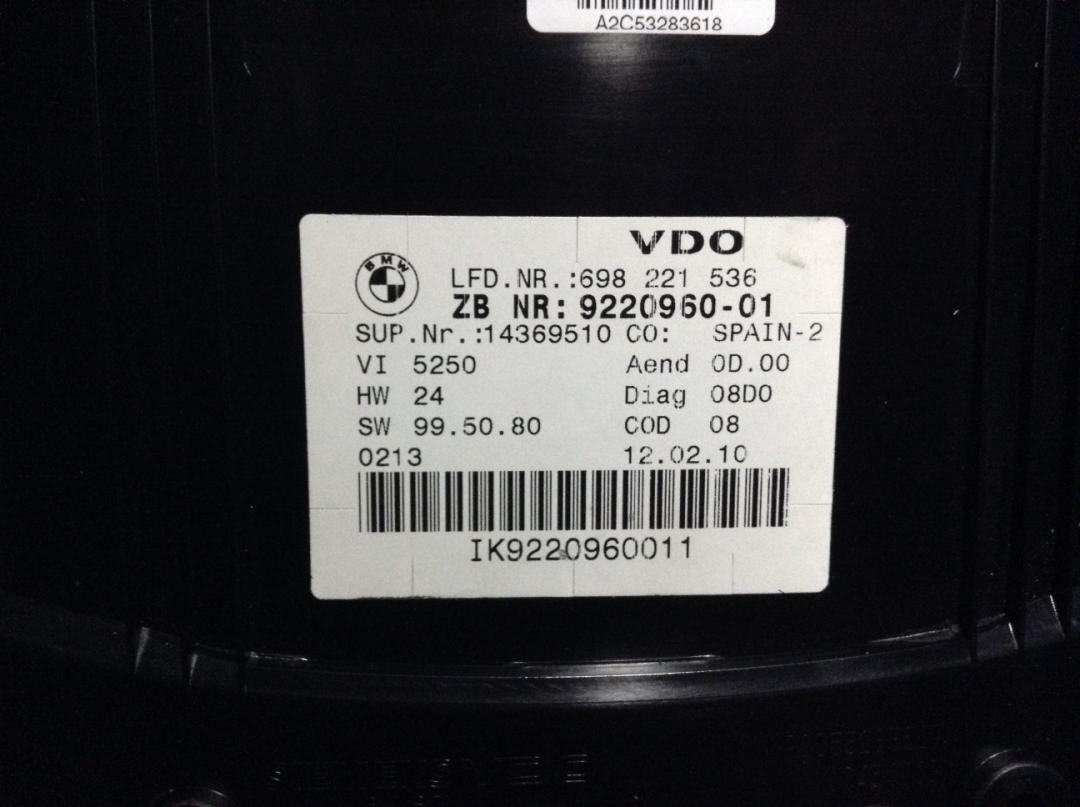 A2C53283618
VDO
BMW
LFD.NR.:698 221 536
ZB NR: 9220960-01
SUP.Nr.:14369510 CO: SPAIN-2
VI 5250 Aend 0D.00
HW 24 Diag 08D0
SW 99.50.80 COD 08
0213 12.02.10
IK9220960011